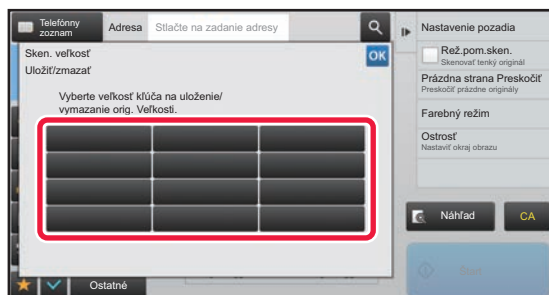 Telefónny
zoznam
Adresa
Stlačte na zadanie adresy
Sken. veľkosť
Uložiť/zmazať
OK
Vyberte veľkosť kľúča na uloženie/
vymazanie orig. Veľkosti.
Ostatné
Nastavenie pozadia
Rež.pom.sken.
Skenovať tenký originál
Prázdna strana Preskočiť
Preskočiť prázdne originály
Farebný režim
Ostrosť
Nastaviť okraj obrazu
Náhľad
CA
Štart